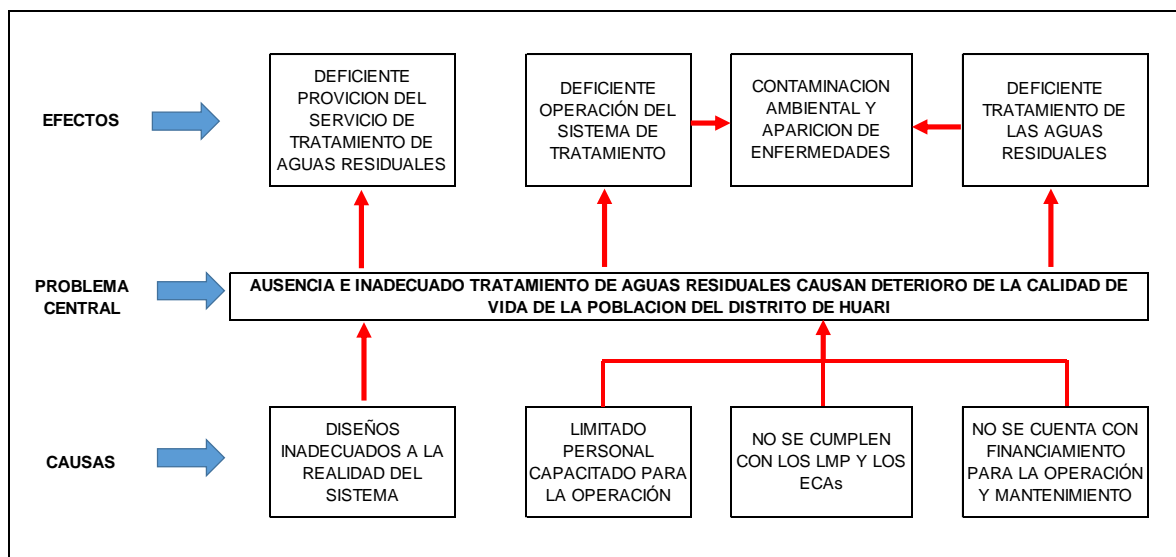 EFECTOS
DEFICIENTE
PROVICION DEL
SERVICIO DE
TRATAMIENTO DE
AGUAS RESIDUALES
DEFICIENTE
OPERACIÓN DEL
SISTEMA DE
TRATAMIENTO
CONTAMINACION
AMBIENTAL Y
APARICION DE
ENFERMEDADES
DEFICIENTE
TRATAMIENTO DE
LAS AGUAS
RESIDUALES
PROBLEMA
CENTRAL
AUSENCIA E INADECUADO TRATAMIENTO DE AGUAS RESIDUALES CAUSAN DETERIORO DE LA CALIDAD DE
VIDA DE LA POBLACION DEL DISTRITO DE HUARI
CAUSAS
DISEÑOS
INADECUADOS A LA
REALIDAD DEL
SISTEMA
LIMITADO
PERSONAL
CAPACITADO PARA
LA OPERACIÓN
NO SE CUMPLEN
CON LOS LMP Y LOS
ECAs
NO SE CUENTA CON
FINANCIAMIENTO
PARA LA OPERACIÓN
Y MANTENIMIENTO